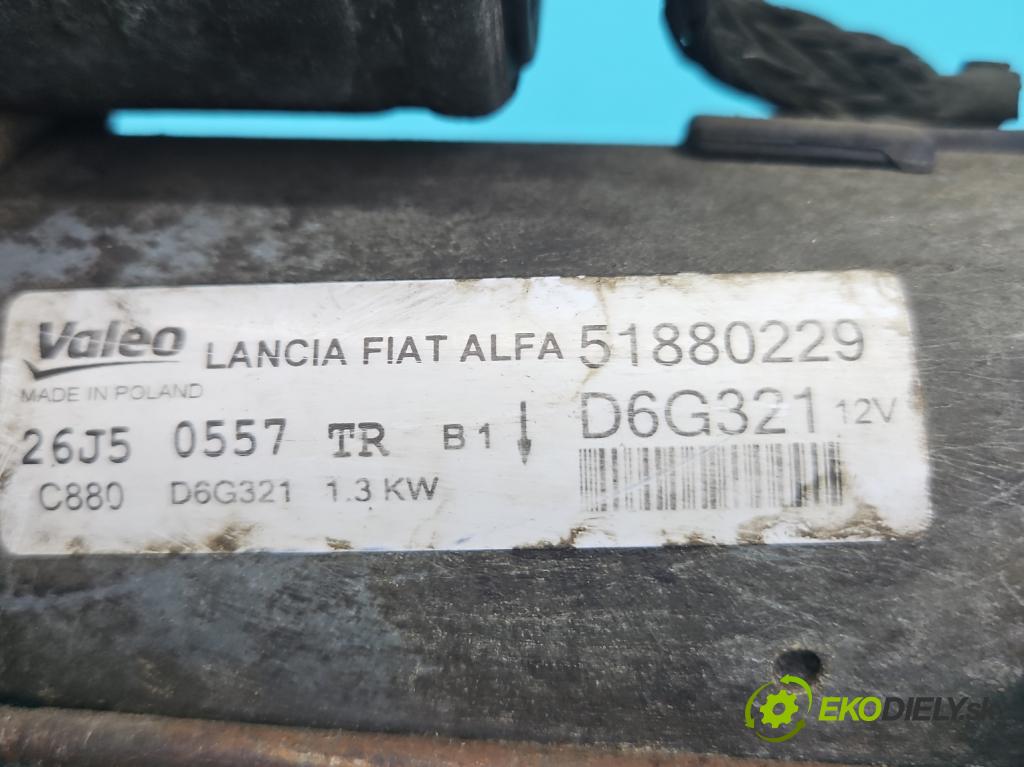 Valeo LANCIA FIAT ALFA 51880229
MADE IN POLAND
D6G321 12V
26J5 0557 TR B1
C880 D6G321 1.3 KW
EKODIELY.sk